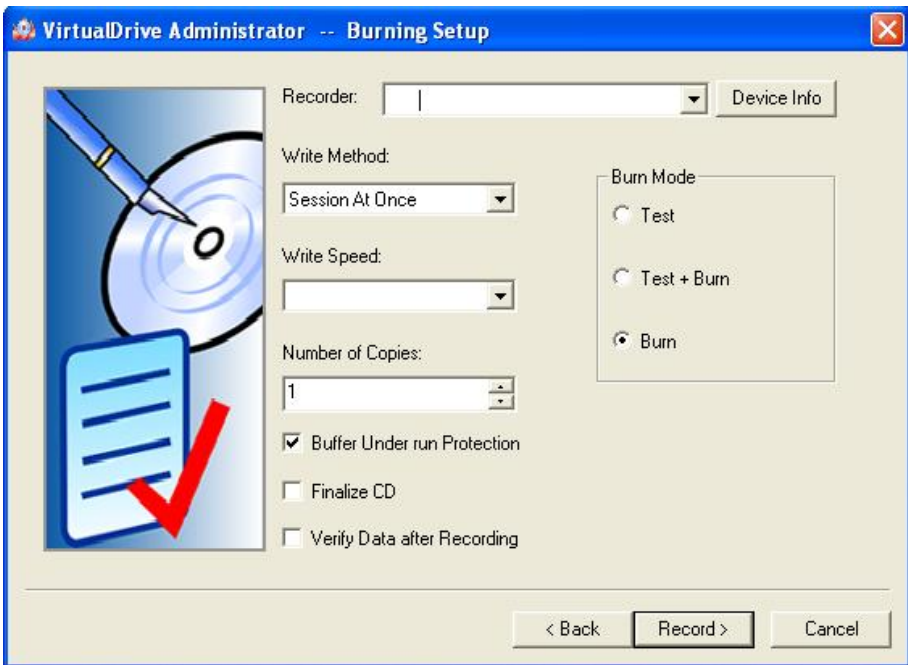 VirtualDrive Administrator -- Burning Setup
Recorder:
Device Info
Write Method:
Session At Once
Write Speed:
Number of Copies:
1
Buffer Under run Protection
Finalize CD
Verify Data after Recording
Burn Mode
Test
Test + Burn
Burn
< Back
Record >
Cancel